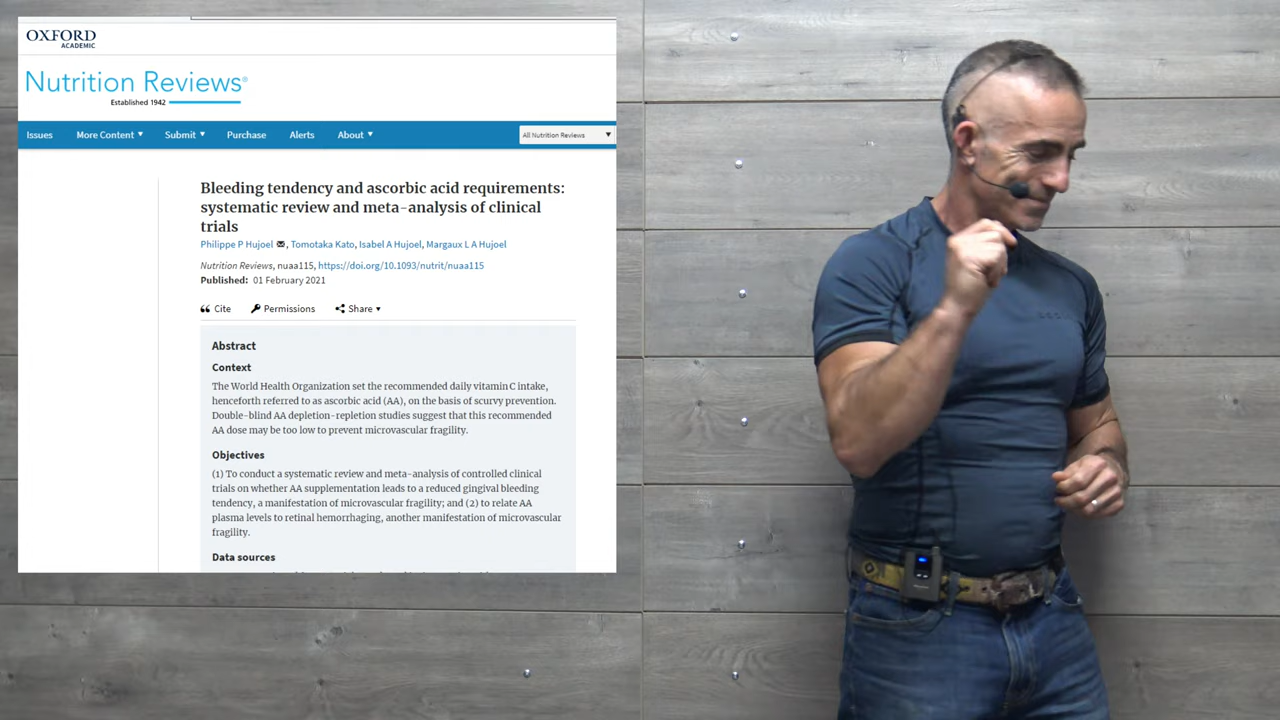 OXFORD
ACADEMIC
Nutrition Reviews®
Established 1942
Issues More Content ▼ Submit ▼ Purchase Alerts About ▼ All Nutrition Reviews ▼
Bleeding tendency and ascorbic acid requirements:
systematic review and meta-analysis of clinical
trials
Philippe P Hujoel ✉, Tomotaka Kato, Isabel A Hujoel, Margaux L A Hujoel
Nutrition Reviews, nuaa115, https://doi.org/10.1093/nutrit/nuaa115
Published: 01 February 2021
Cite Permissions Share ▼
Abstract
Context
The World Health Organization set the recommended daily vitamin C intake,
henceforth referred to as ascorbic acid (AA), on the basis of scurvy prevention.
Double-blind AA depletion-repletion studies suggest that this recommended
AA dose may be too low to prevent microvascular fragility.
Objectives
(1) To conduct a systematic review and meta-analysis of controlled clinical
trials on whether AA supplementation leads to a reduced gingival bleeding
tendency, a manifestation of microvascular fragility; and (2) to relate AA
plasma levels to retinal hemorrhaging, another manifestation of microvascular
fragility.
Data sources